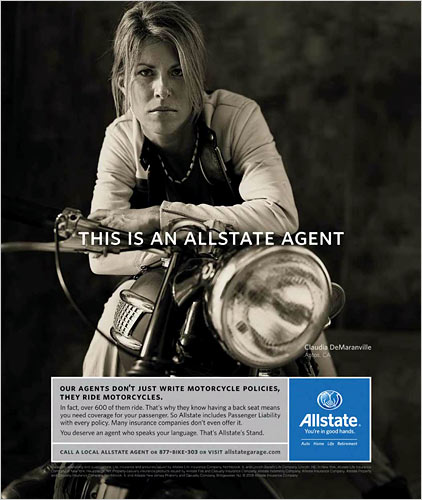 THIS IS AN ALLSTATE AGENT
Claudia DeMaranville
Aptos, CA
OUR AGENTS DON'T JUST WRITE MOTORCYCLE POLICIES,
THEY RIDE MOTORCYCLES.
In fact, over 600 of them ride. That's why they know having a back seat means
you need coverage for your passenger. So Allstate includes Passenger Liability
with every policy. Many insurance companies don't even offer it.
You deserve an agent who speaks your language. That's Allstate's Stand.
CALL A LOCAL ALLSTATE AGENT OR 877-BIKE-303 OR VISIT allstategarage.com.
Allstate.
You're in good hands.
Auto Home Life Retirement